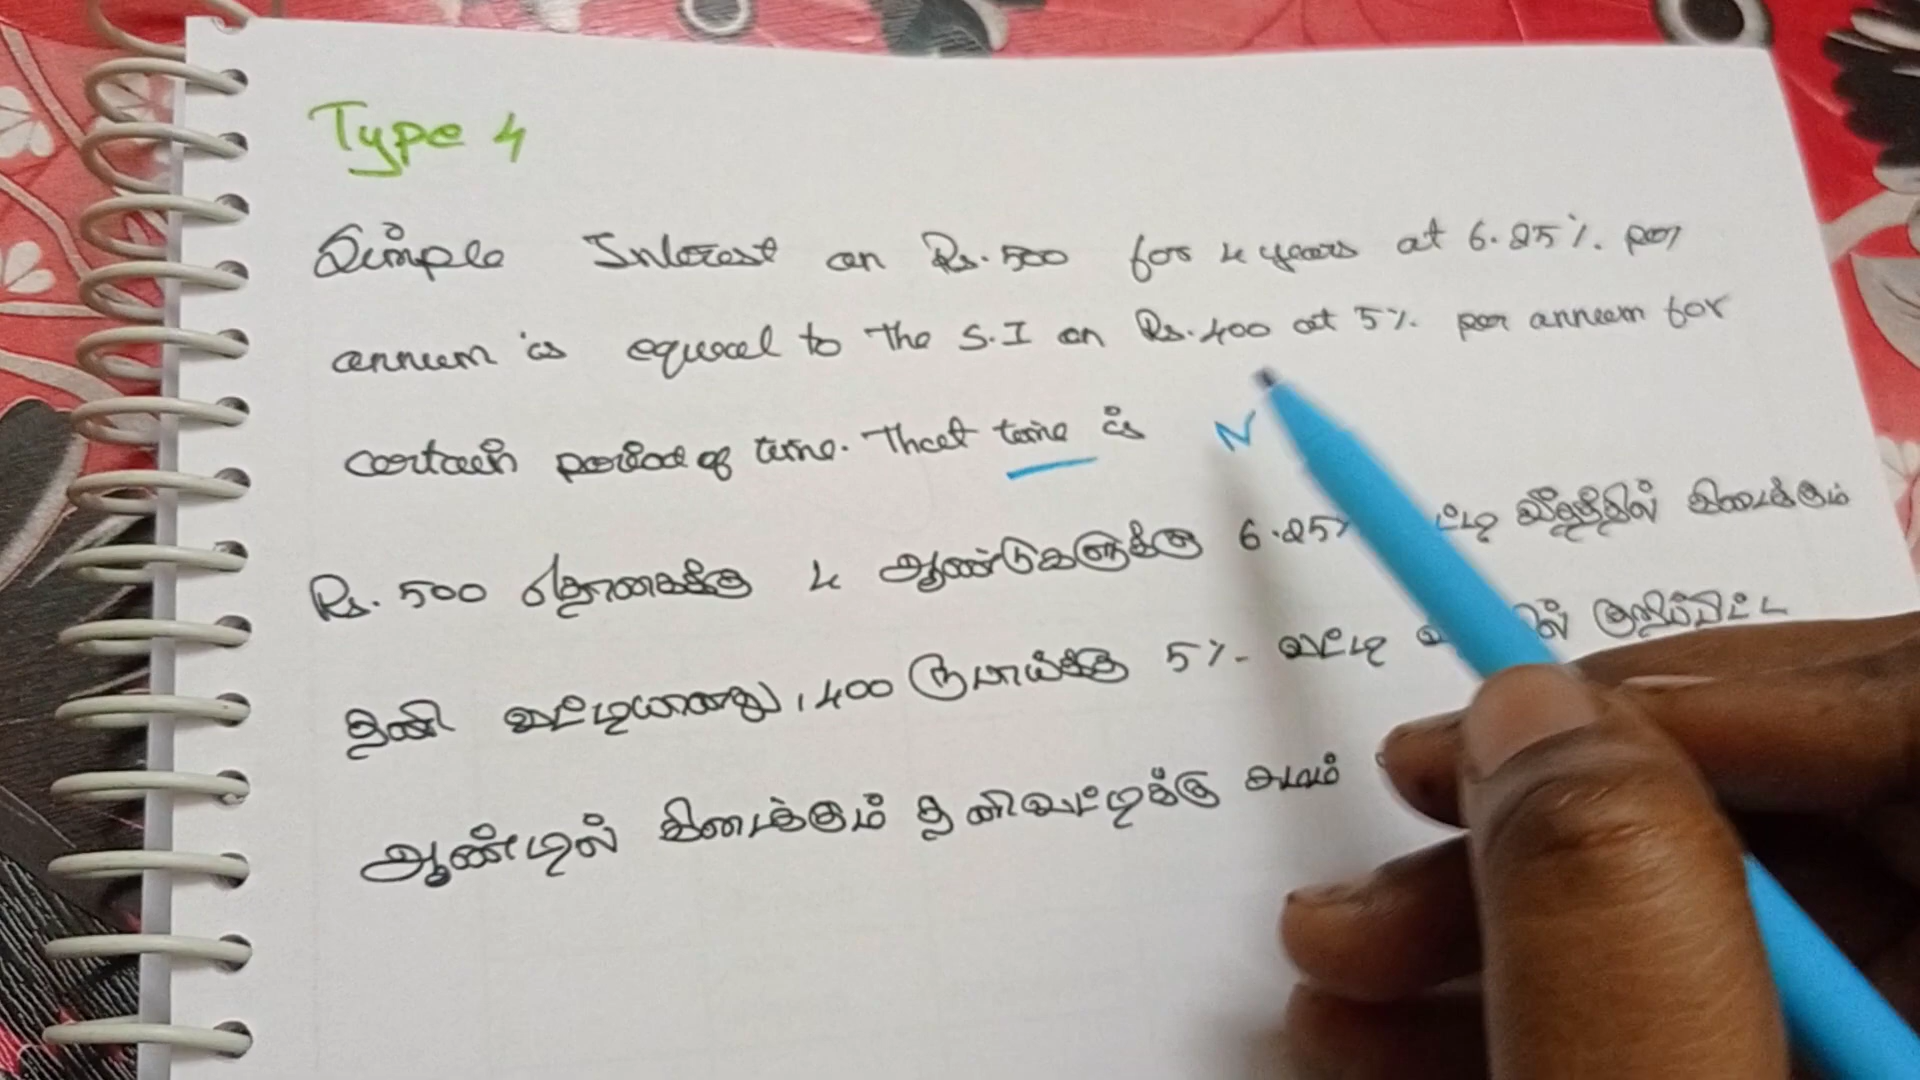 Type 4
Simple Interest on Rs. 500 for 4 years at 6.25% per
annum is equal to the S.I on Rs. 400 at 5% per annum for
certain period of time. That time is N
Rs. 500 தொகைக்கு 4 ஆண்டுகளுக்கு 6.25% வீதத்தில் கிடைக்கும்
தனி வட்டியானது, 400 ரூபாய்க்கு 5% வட்டி குறிப்பிட்ட
ஆண்டில் கிடைக்கும் தனிவட்டிக்கு சமம்